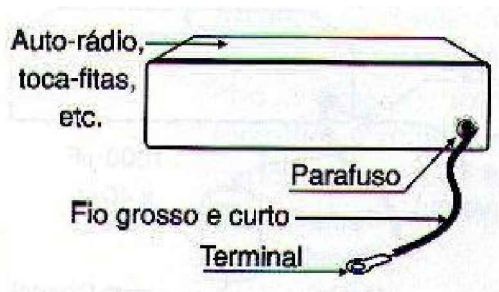 Auto-rádio,
toca-fitas,
etc.
Parafuso
Fio grosso e curto
Terminal